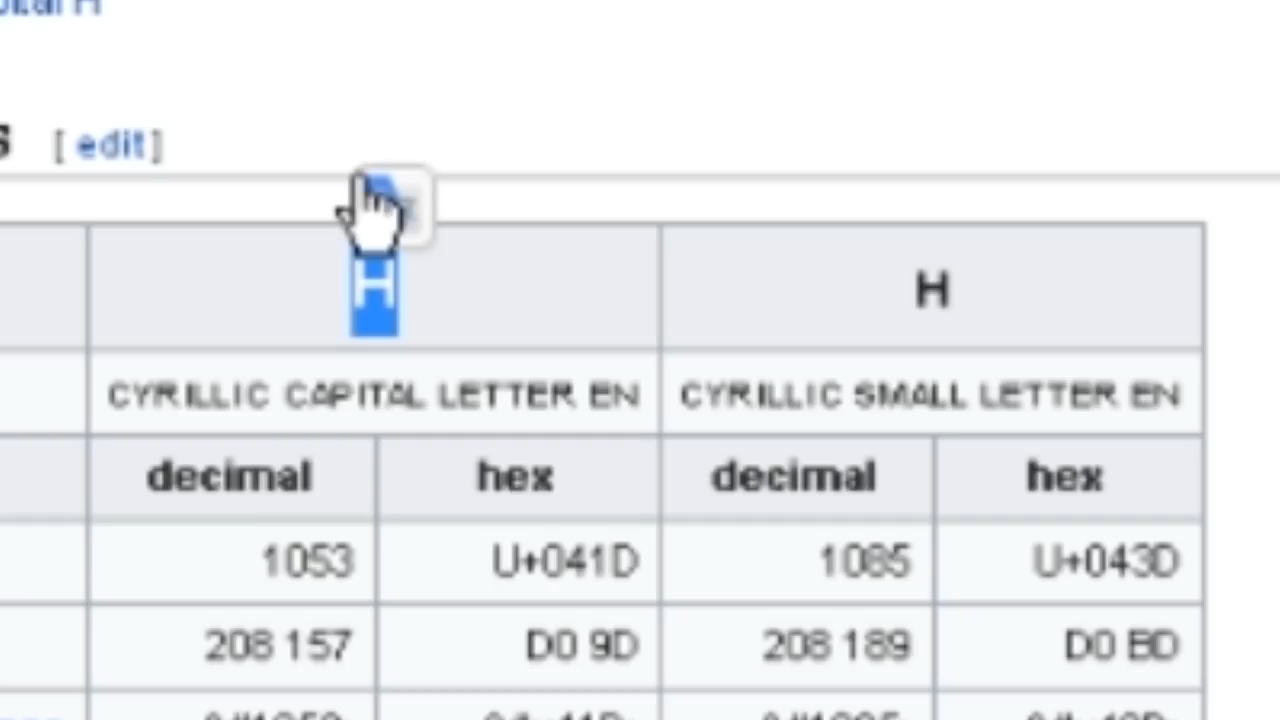 [ edit ]
Н н
CYRILLIC CAPITAL LETTER EN CYRILLIC SMALL LETTER EN
decimal hex decimal hex
1053 U+041D 1085 U+043D
208 157 D0 9D 208 189 D0 BD